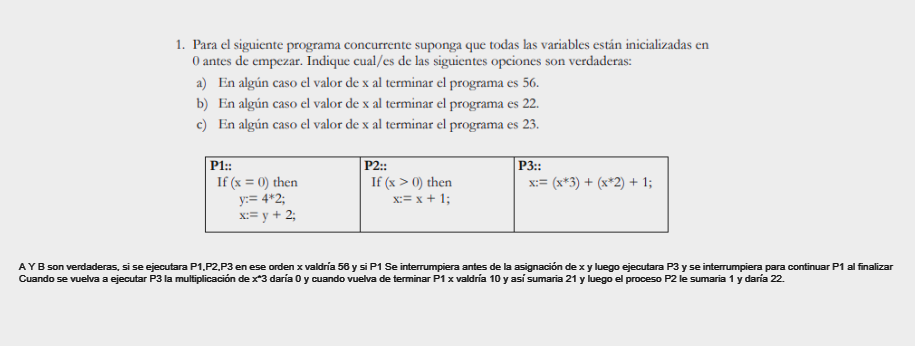 1. Para el siguiente programa concurrente suponga que todas las variables están inicializadas en
0 antes de empezar. Indique cual/es de las siguientes opciones son verdaderas:
a) En algún caso el valor de x al terminar el programa es 56.
b) En algún caso el valor de x al terminar el programa es 22.
c) En algún caso el valor de x al terminar el programa es 23.
P1::
If (x = 0) then
y:= 4*2;
x:= y + 2;
P2::
If (x > 0) then
x:= x + 1;
P3::
x:= (x*3) + (x*2) + 1;
A Y B son verdaderas, si se ejecutara P1,P2,P3 en ese orden x valdría 56 y si P1 Se interrumpiera antes de la asignación de x y luego ejecutara P3 y se interrumpiera para continuar P1 al finalizar
Cuando se vuelva a ejecutar P3 la multiplicación de x*3 daría 0 y cuando vuelva de terminar P1 x valdría 10 y así sumaria 21 y luego el proceso P2 le sumaria 1 y daría 22.